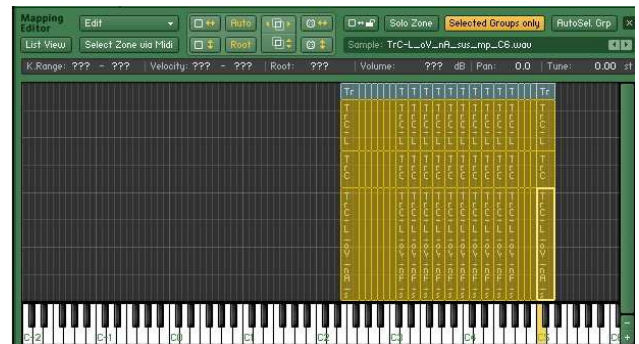 Mapping Editor
Edit
Auto
Solo Zone
Selected Groups only
AutoSel. Grp
List View
Select Zone via Midi
Root
Sample: TrC-L_oV_nA_sus_mp_C6.wav
K.Range: ??? - ??? | Velocity: ??? - ??? | Root: ??? | Volume: ??? dB | Pan: 0.0 | Tune: 0.00 st
Tr T T T T T T T T T T Tr
C-2 C-1 C0 C1 C2 C3 C4 C5